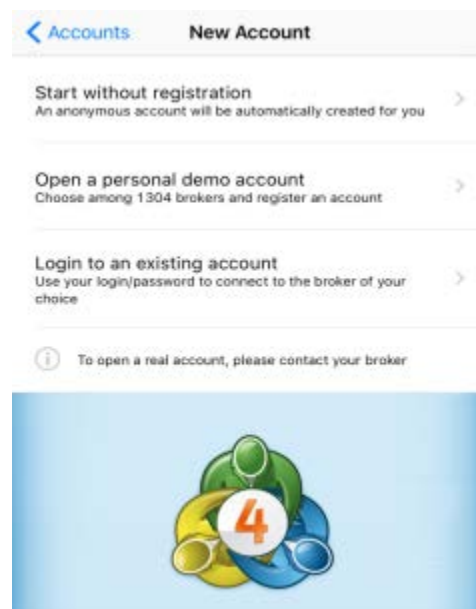 Accounts
New Account
Start without registration
An anonymous account will be automatically created for you
Open a personal demo account
Choose among 1304 brokers and register an account
Login to an existing account
Use your login/password to connect to the broker of your
choice
To open a real account, please contact your broker
4